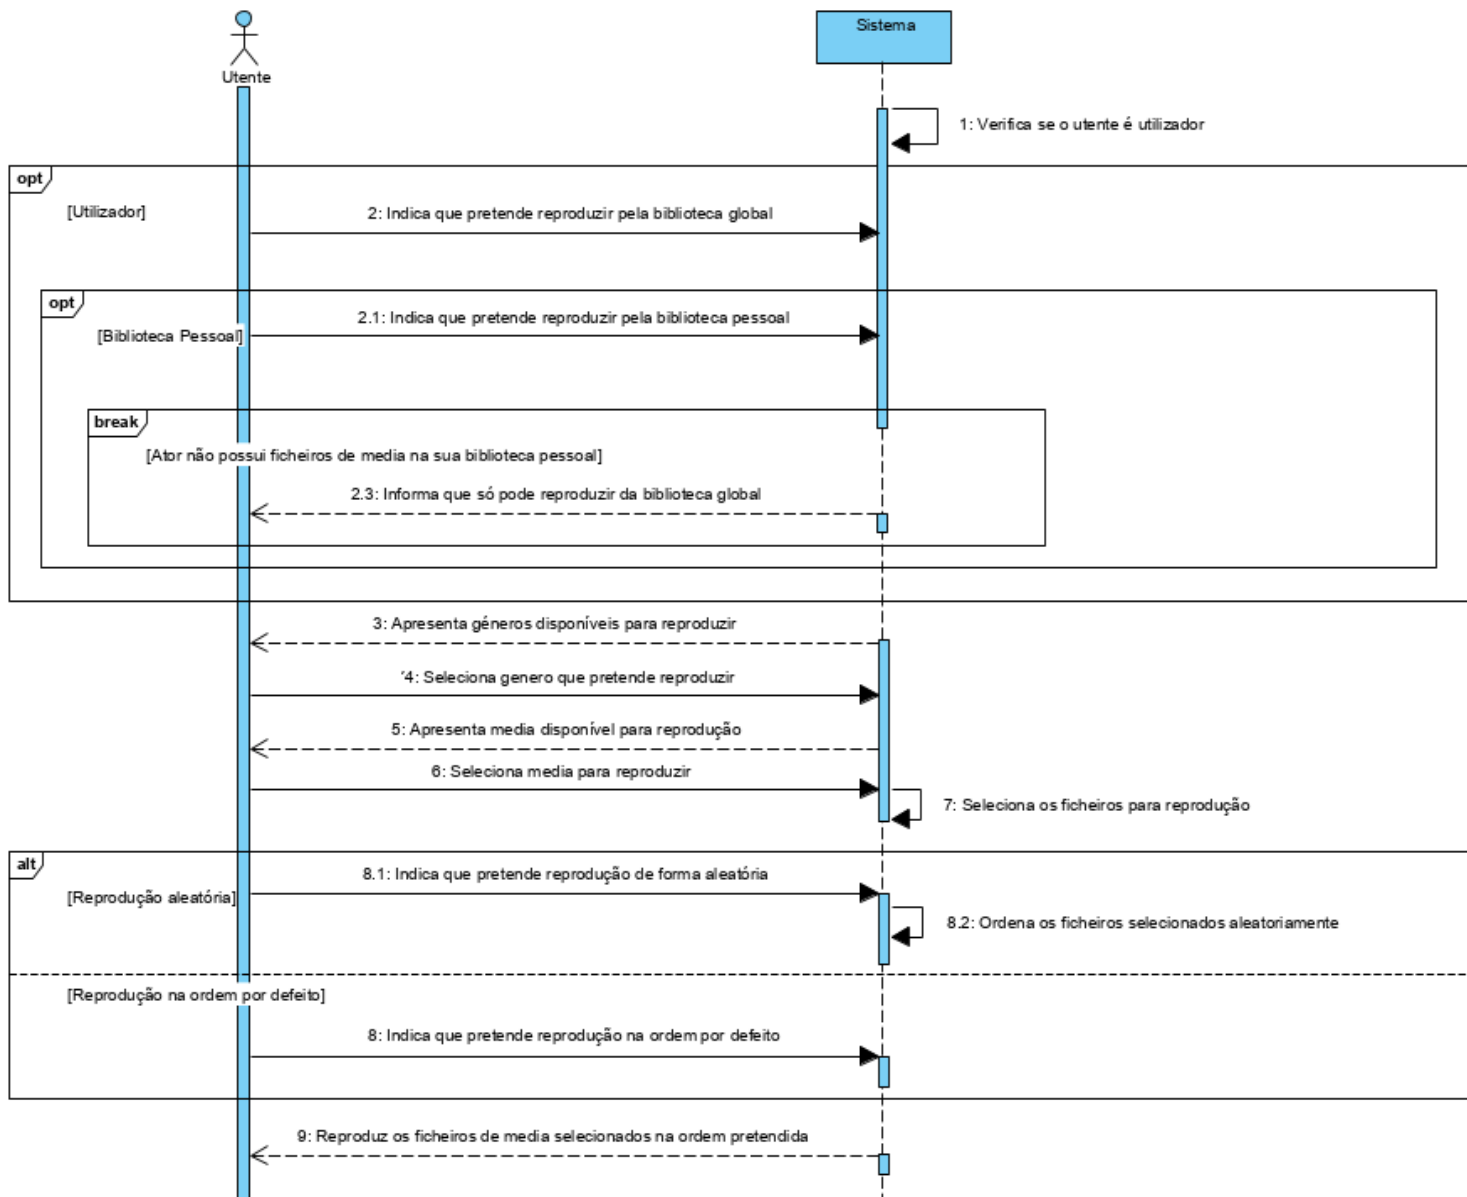 Utente
Sistema
1: Verifica se o utente é utilizador
opt
[Utilizador]
2: Indica que pretende reproduzir pela biblioteca global
opt
[Biblioteca Pessoal]
2.1: Indica que pretende reproduzir pela biblioteca pessoal
break
[Ator não possui ficheiros de media na sua biblioteca pessoal]
2.3: Informa que só pode reproduzir da biblioteca global
3: Apresenta géneros disponíveis para reproduzir
´4: Seleciona genero que pretende reproduzir
5: Apresenta media disponível para reprodução
6: Seleciona media para reproduzir
7: Seleciona os ficheiros para reprodução
alt
[Reprodução aleatória]
8.1: Indica que pretende reprodução de forma aleatória
8.2: Ordena os ficheiros selecionados aleatoriamente
[Reprodução na ordem por defeito]
8: Indica que pretende reprodução na ordem por defeito
9: Reproduz os ficheiros de media selecionados na ordem pretendida